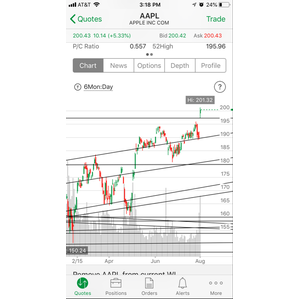 AT&T 3:18 PM 24%
Quotes AAPL Trade
APPLE INC COM
200.43 10.14 (+5.33%) Bid 200.42 Ask 200.43
P/C Ratio 0.557 52High 195.96
Chart News Options Depth Profile
6Mon:Day ?
Hi: 201.32
200
195
190
185
180
175
170
165
160
155
150.24
2/15 Apr Jun Aug
Remove AAPL from current WL
Quotes Positions Orders Alerts More